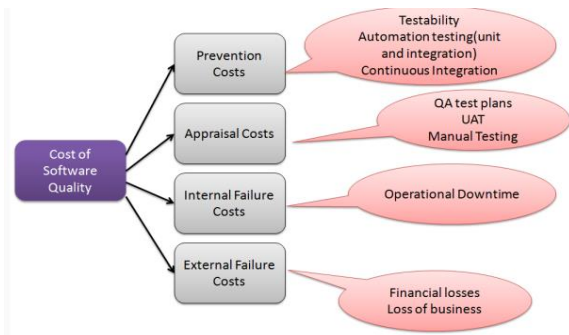 Cost of
Software
Quality
Prevention
Costs
Testability
Automation testing(unit
and integration)
Continuous Integration
Appraisal Costs
QA test plans
UAT
Manual Testing
Internal Failure
Costs
Operational Downtime
External Failure
Costs
Financial losses
Loss of business